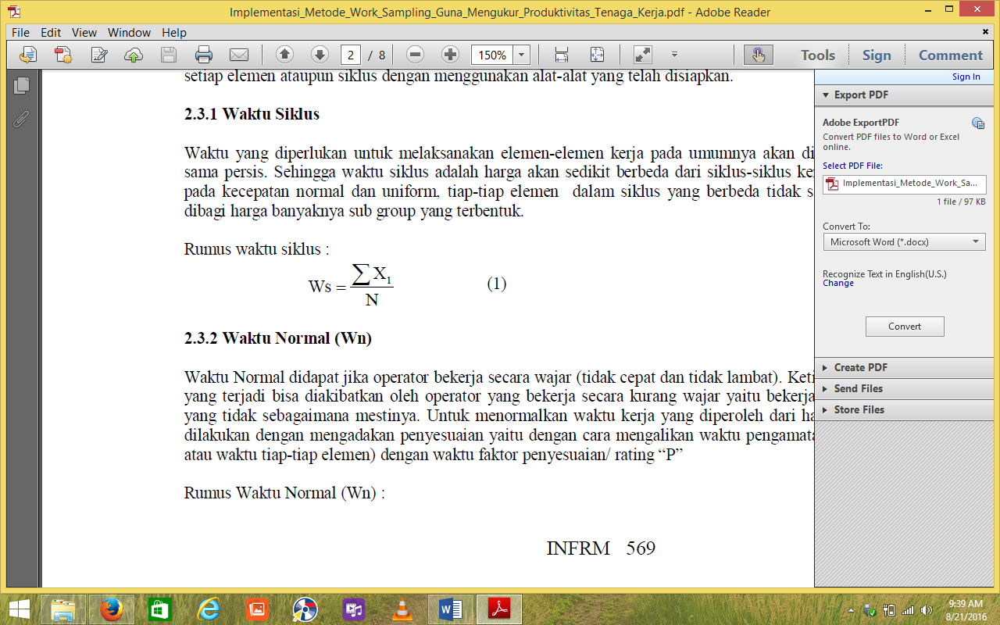 Implementasi_Metode_Work_Sampling_Guna_Mengukur_Produktivitas_Tenaga_Kerja.pdf - Adobe Reader
File Edit View Window Help
2 / 8 150% Tools Sign Comment
setiap elemen ataupun siklus dengan menggunakan alat-alat yang telah disiapkan.
2.3.1 Waktu Siklus
Waktu yang diperlukan untuk melaksanakan elemen-elemen kerja pada umumnya akan di
sama persis. Sehingga waktu siklus adalah harga akan sedikit berbeda dari siklus-siklus ke
pada kecepatan normal dan uniform, tiap-tiap elemen dalam siklus yang berbeda tidak s
dibagi harga banyaknya sub group yang terbentuk.
Rumus waktu siklus :
Ws = ∑ X₁ / N (1)
2.3.2 Waktu Normal (Wn)
Waktu Normal didapat jika operator bekerja secara wajar (tidak cepat dan tidak lambat). Keti
yang terjadi bisa diakibatkan oleh operator yang bekerja secara kurang wajar yaitu bekerja
yang tidak sebagaimana mestinya. Untuk menormalkan waktu kerja yang diperoleh dari ha
dilakukan dengan mengadakan penyesuaian yaitu dengan cara mengalikan waktu pengamat
atau waktu tiap-tiap elemen) dengan waktu faktor penyesuaian/ rating “P”
Rumus Waktu Normal (Wn) :
INFRM 569
Sign In
Export PDF
Adobe ExportPDF
Convert PDF files to Word or Excel
online.
Select PDF File:
Implementasi_Metode_Work_Sa...
1 file / 97 KB
Convert To:
Microsoft Word (*.docx)
Recognize Text in English(U.S.)
Change
Convert
Create PDF
Send Files
Store Files
9:39 AM
8/21/2016